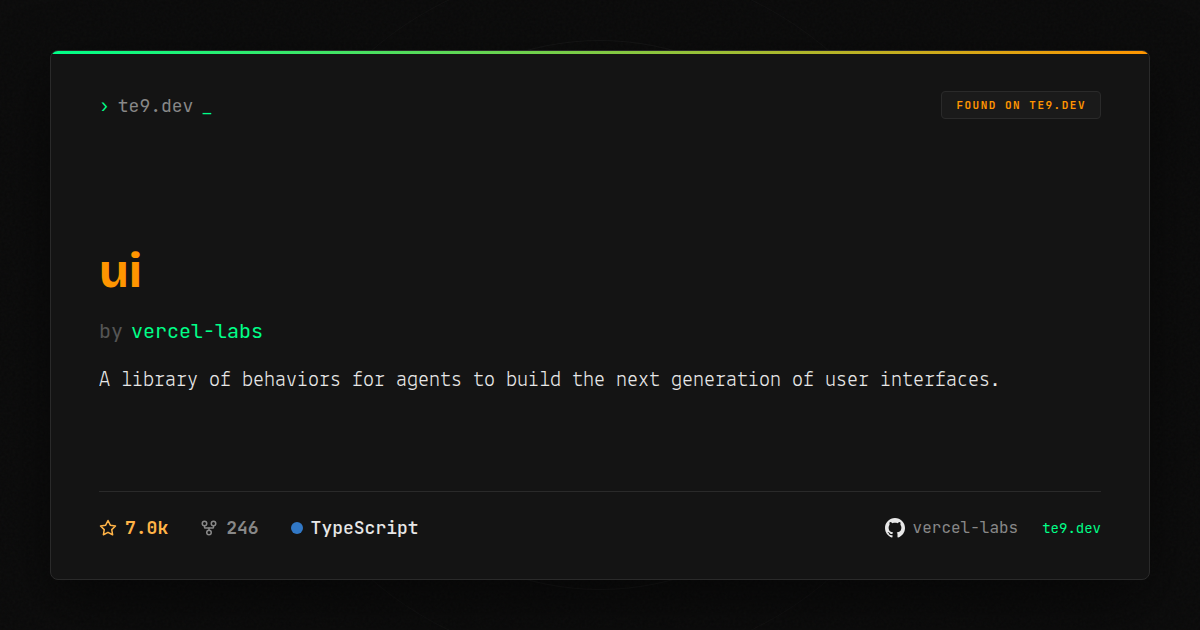 › te9.dev _
FOUND ON TE9.DEV
ui
by vercel-labs
A library of behaviors for agents to build the next generation of user interfaces.
7.0k 246 TypeScript
vercel-labs te9.dev